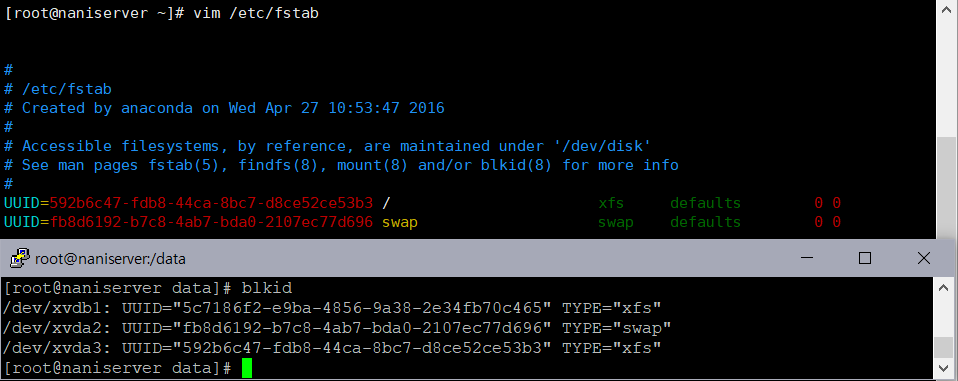 [root@naniserver ~]# vim /etc/fstab
#
# /etc/fstab
# Created by anaconda on Wed Apr 27 10:53:47 2016
#
# Accessible filesystems, by reference, are maintained under '/dev/disk'
# See man pages fstab(5), findfs(8), mount(8) and/or blkid(8) for more info
#
UUID=592b6c47-fdb8-44ca-8bc7-d8ce52ce53b3 / xfs defaults 0 0
UUID=fb8d6192-b7c8-4ab7-bda0-2107ec77d696 swap swap defaults 0 0
root@naniserver:/data
[root@naniserver data]# blkid
/dev/xvdb1: UUID="5c7186f2-e9ba-4856-9a38-2e34fb70c465" TYPE="xfs"
/dev/xvda2: UUID="fb8d6192-b7c8-4ab7-bda0-2107ec77d696" TYPE="swap"
/dev/xvda3: UUID="592b6c47-fdb8-44ca-8bc7-d8ce52ce53b3" TYPE="xfs"
[root@naniserver data]#